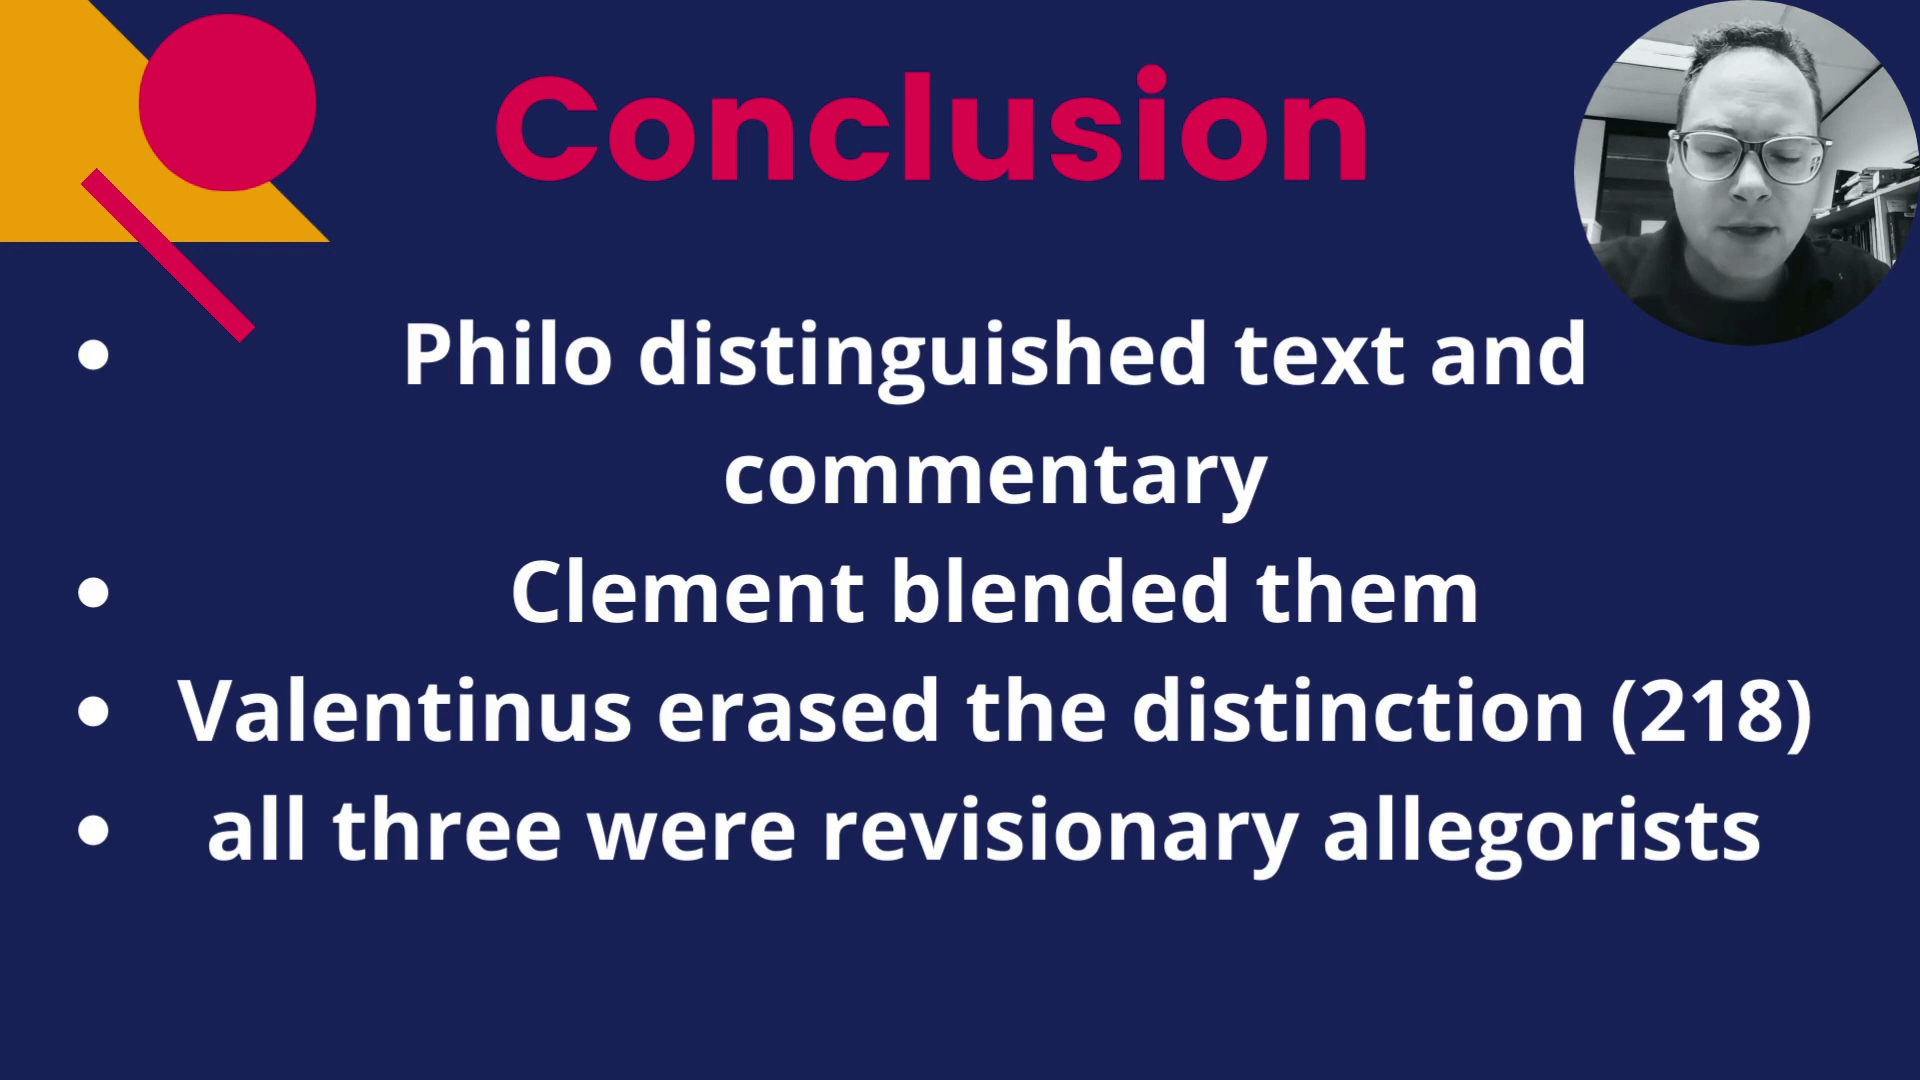 Conclusion
• Philo distinguished text and
commentary
• Clement blended them
• Valentinus erased the distinction (218)
• all three were revisionary allegorists